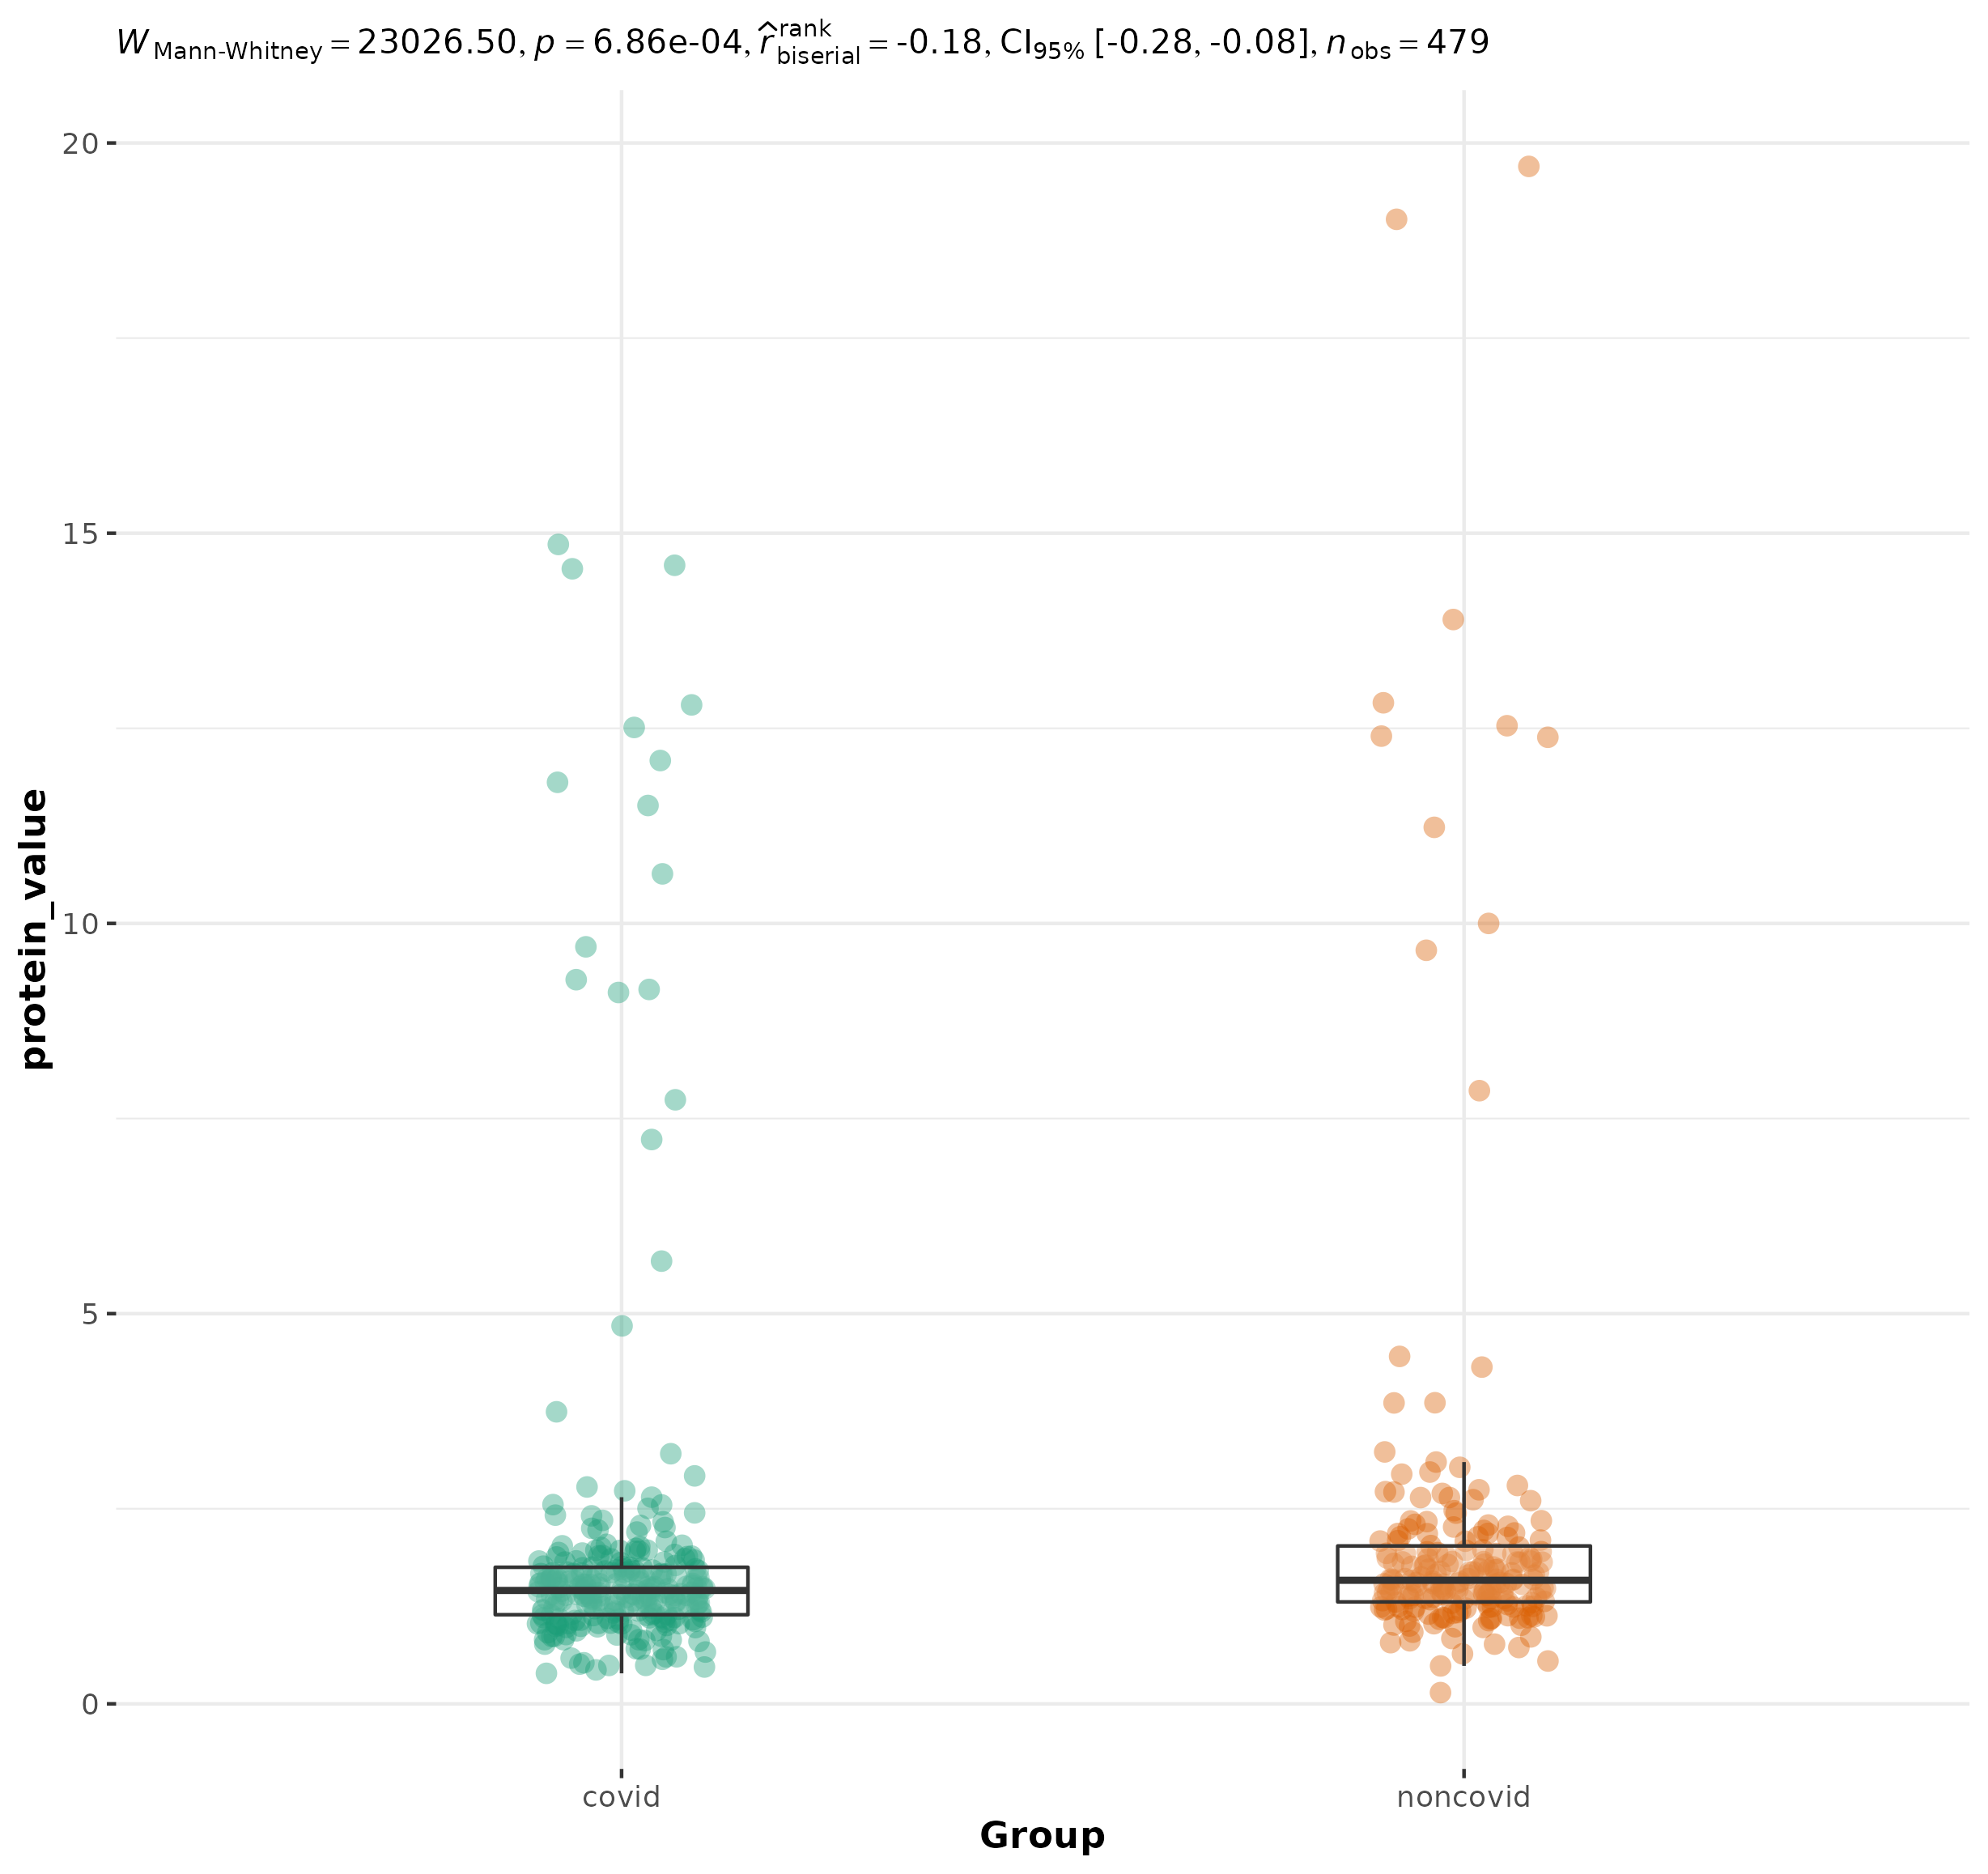 W Mann-Whitney = 23026.50, p = 6.86e-04, r̂ rank biserial = -0.18, CI95% [-0.28, -0.08], n obs = 479
20
15
10
5
0
protein_value
covid noncovid
Group